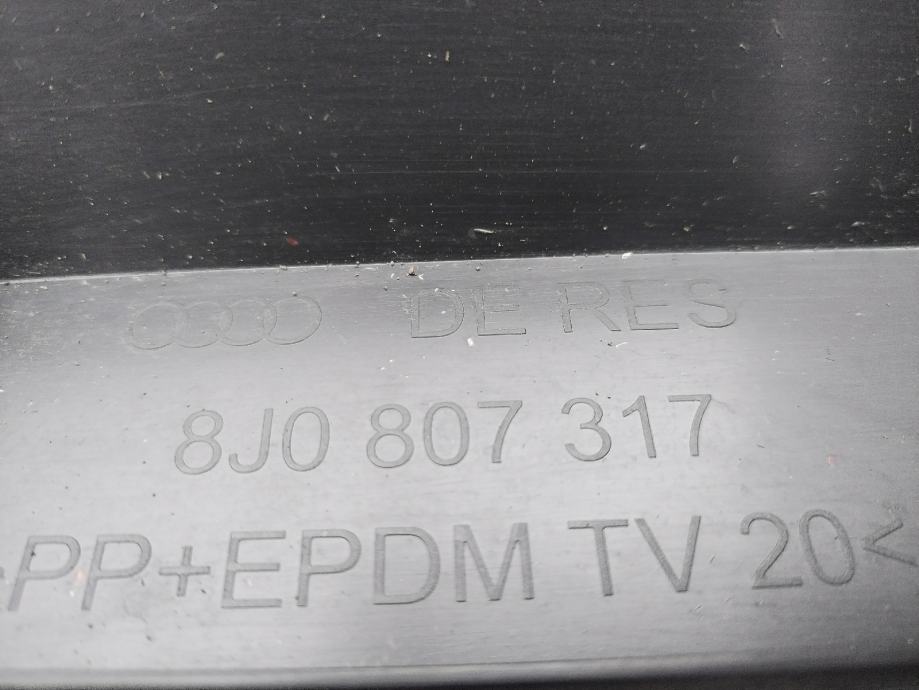 DE RES
8J0 807 317
>PP+EPDM TV 20<